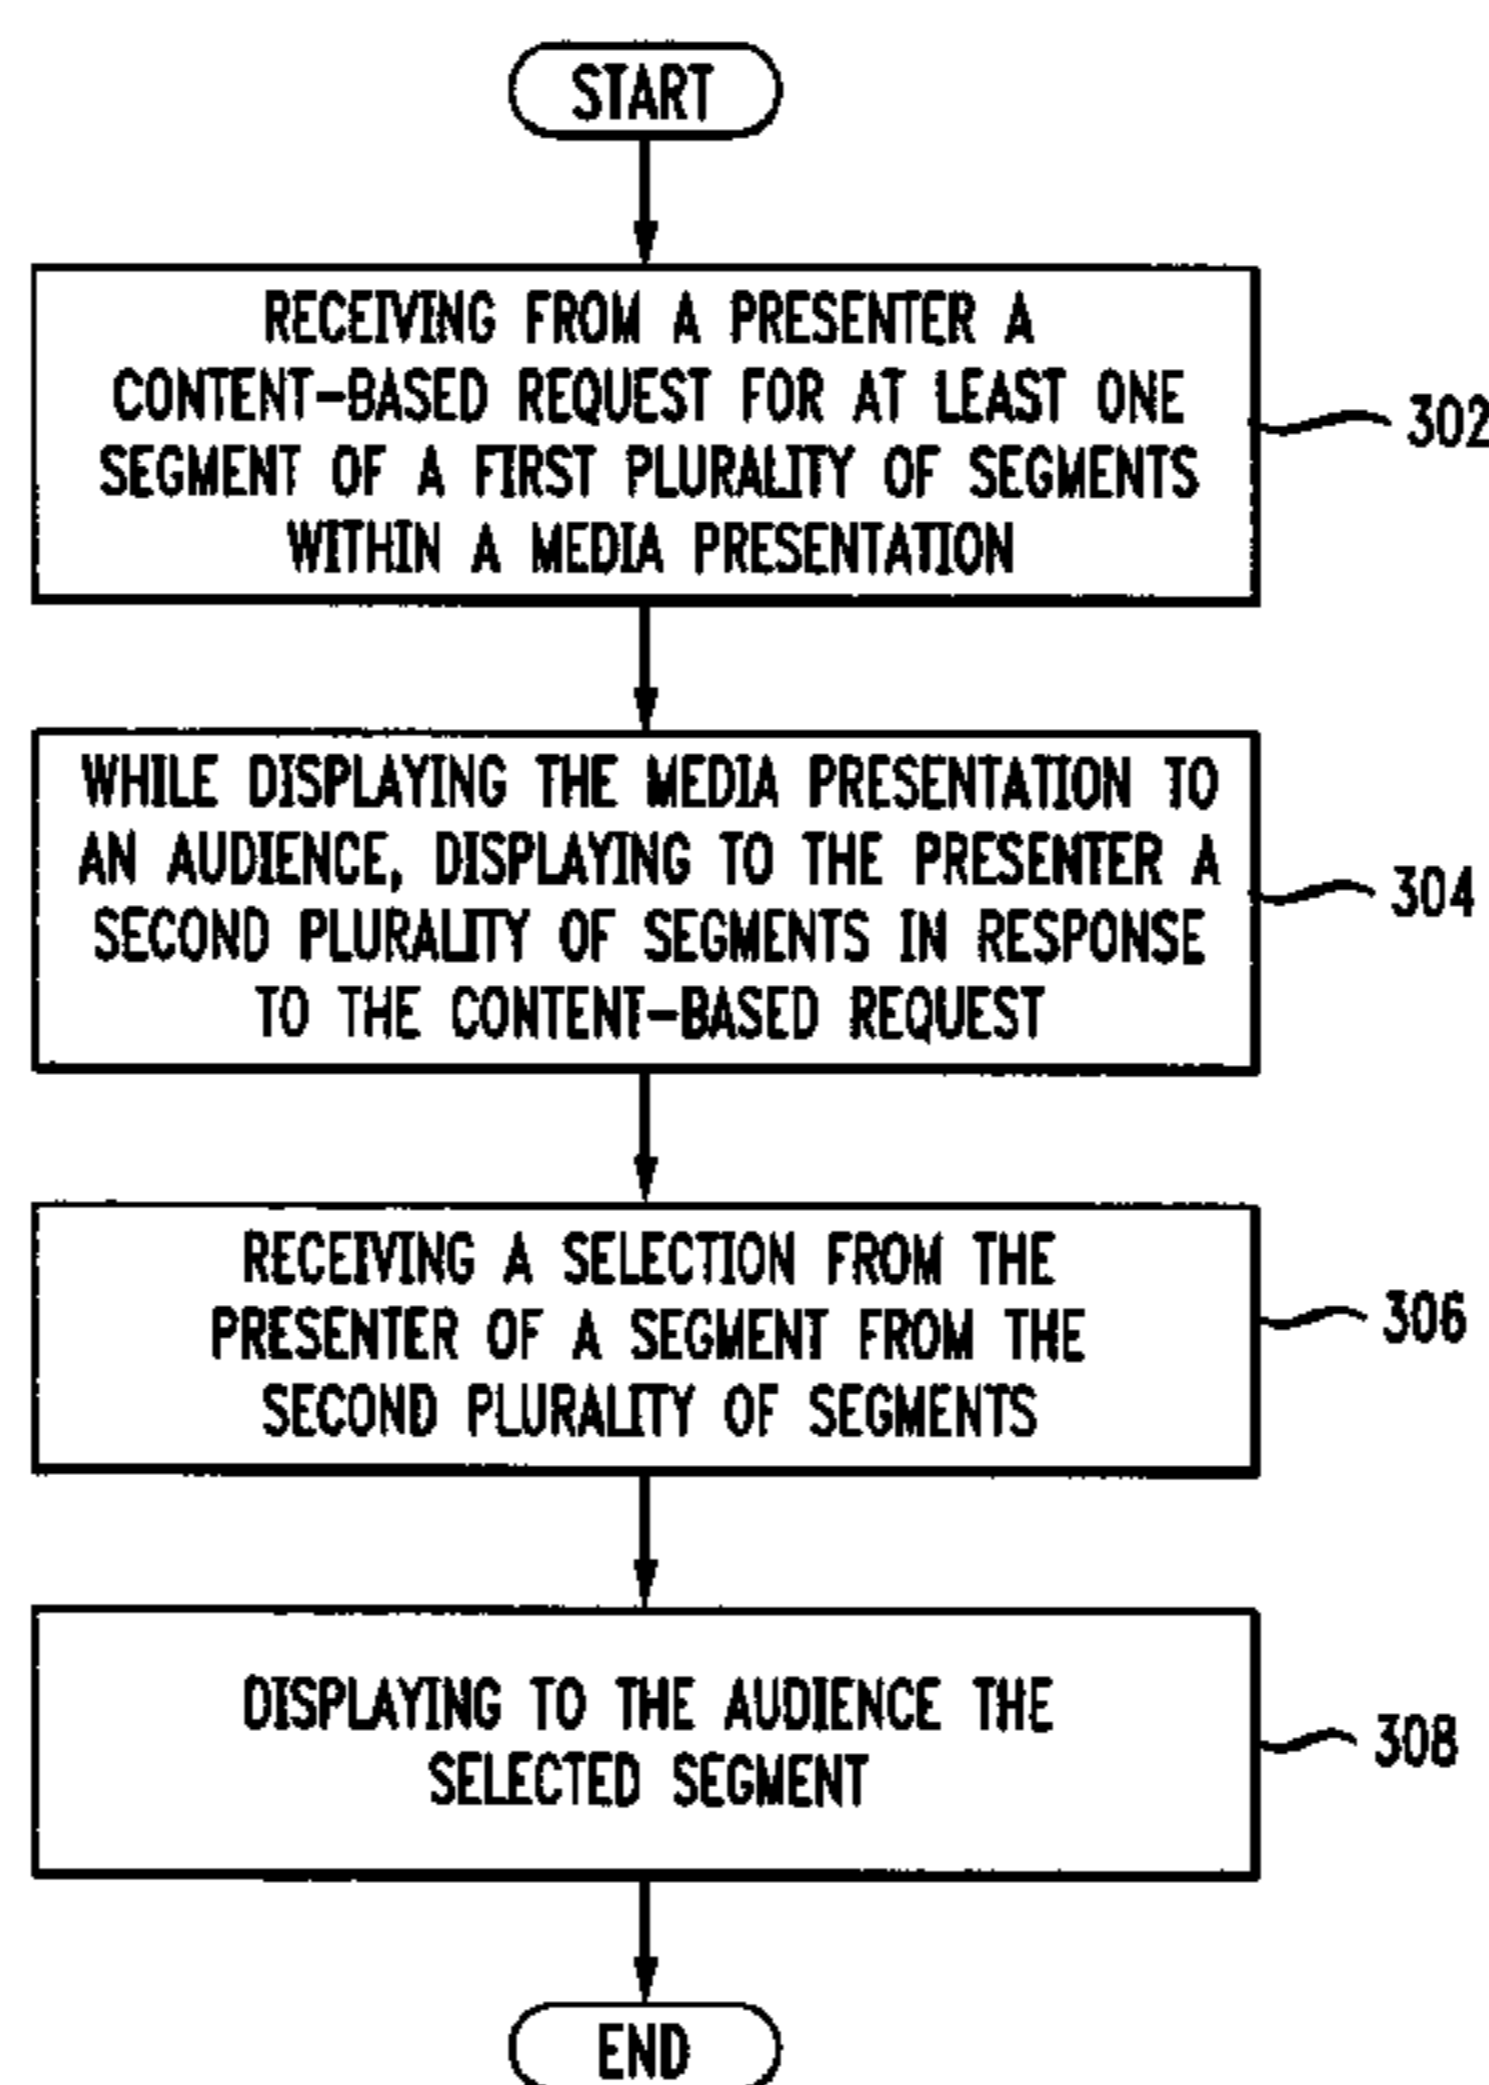 START
RECEIVING FROM A PRESENTER A
CONTENT-BASED REQUEST FOR AT LEAST ONE
SEGMENT OF A FIRST PLURALITY OF SEGMENTS
WITHIN A MEDIA PRESENTATION
302
WHILE DISPLAYING THE MEDIA PRESENTATION TO
AN AUDIENCE, DISPLAYING TO THE PRESENTER A
SECOND PLURALITY OF SEGMENTS IN RESPONSE
TO THE CONTENT-BASED REQUEST
304
RECEIVING A SELECTION FROM THE
PRESENTER OF A SEGMENT FROM THE
SECOND PLURALITY OF SEGMENTS
306
DISPLAYING TO THE AUDIENCE THE
SELECTED SEGMENT
308
END